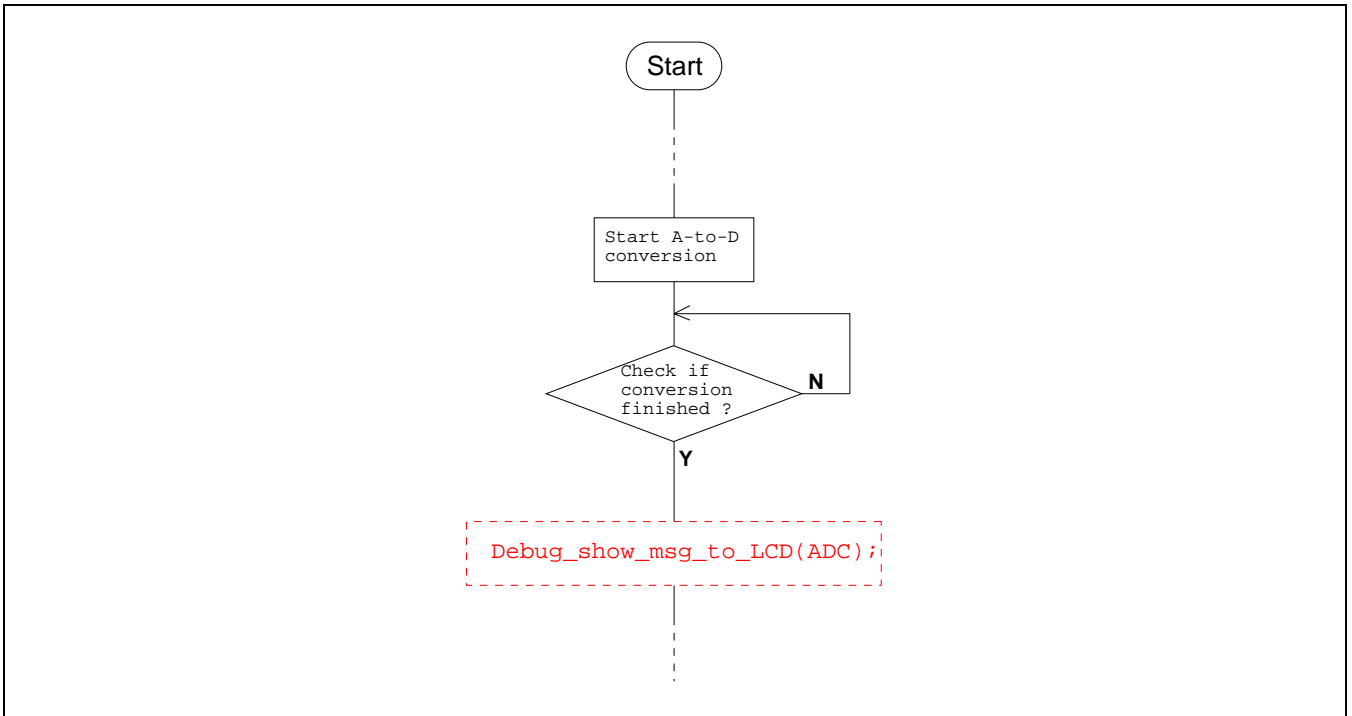 Start
Start A-to-D
conversion
Check if
conversion
finished ?
N
Y
Debug_show_msg_to_LCD(ADC);